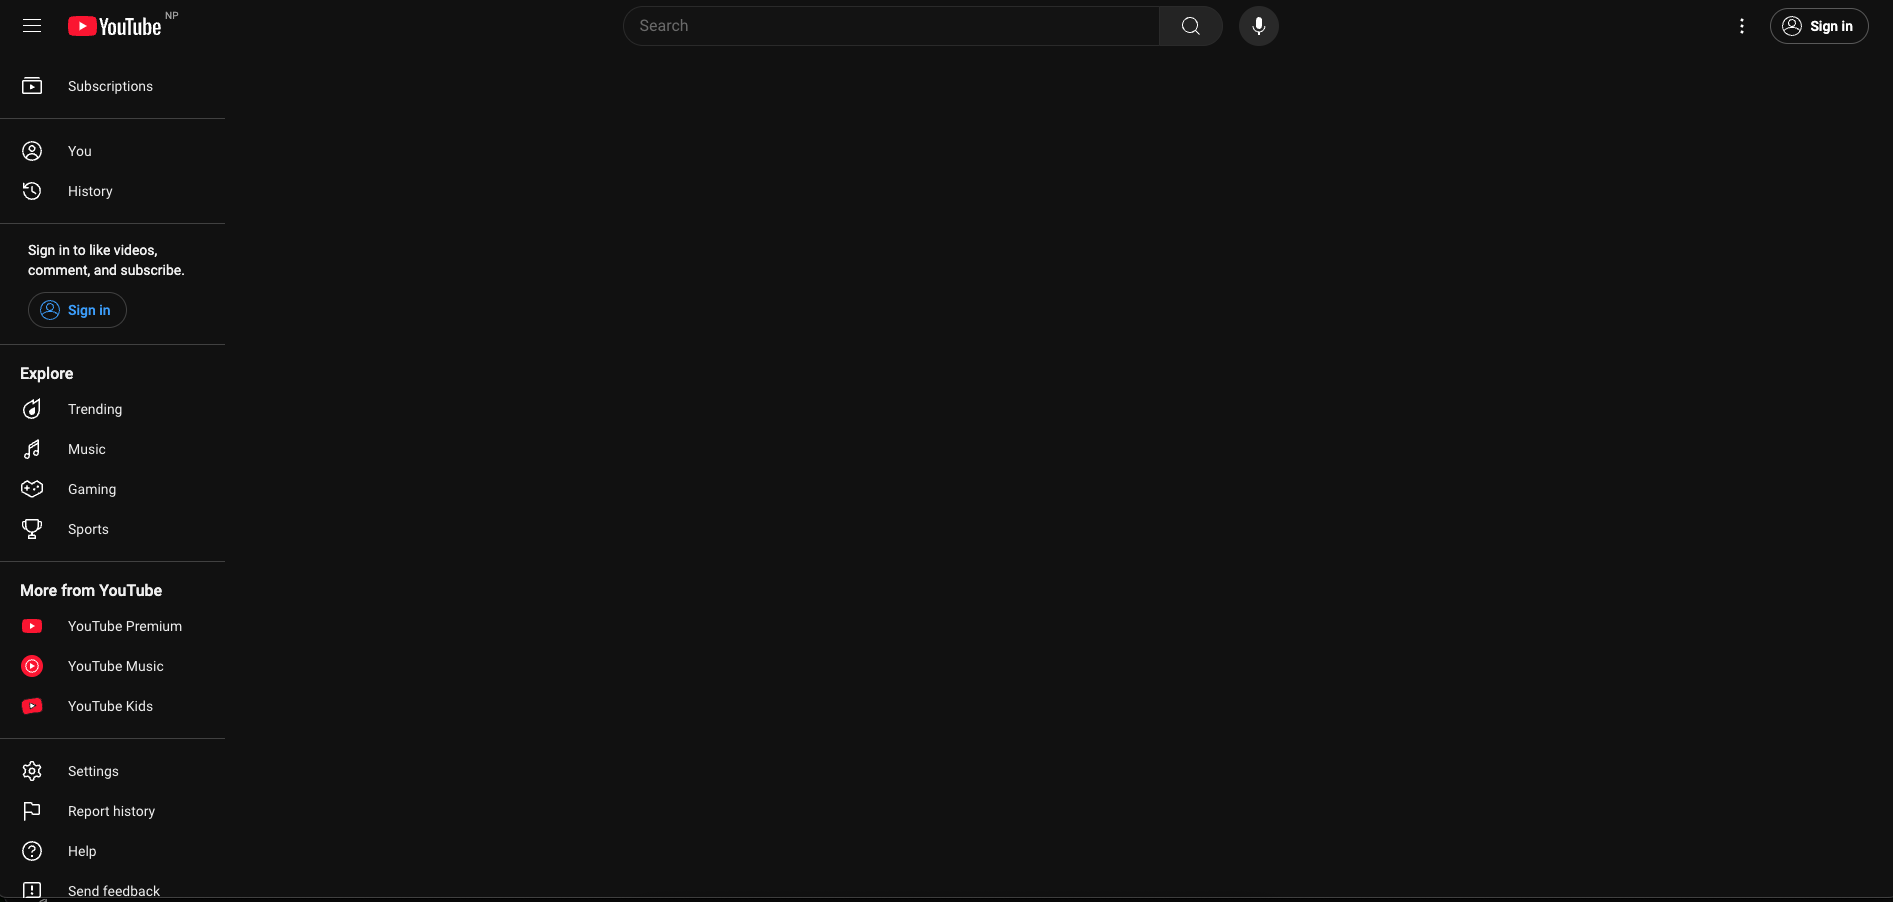 YouTube NP
Search
Sign in
Subscriptions
You
History
Sign in to like videos,
comment, and subscribe.
Sign in
Explore
Trending
Music
Gaming
Sports
More from YouTube
YouTube Premium
YouTube Music
YouTube Kids
Settings
Report history
Help
Send feedback